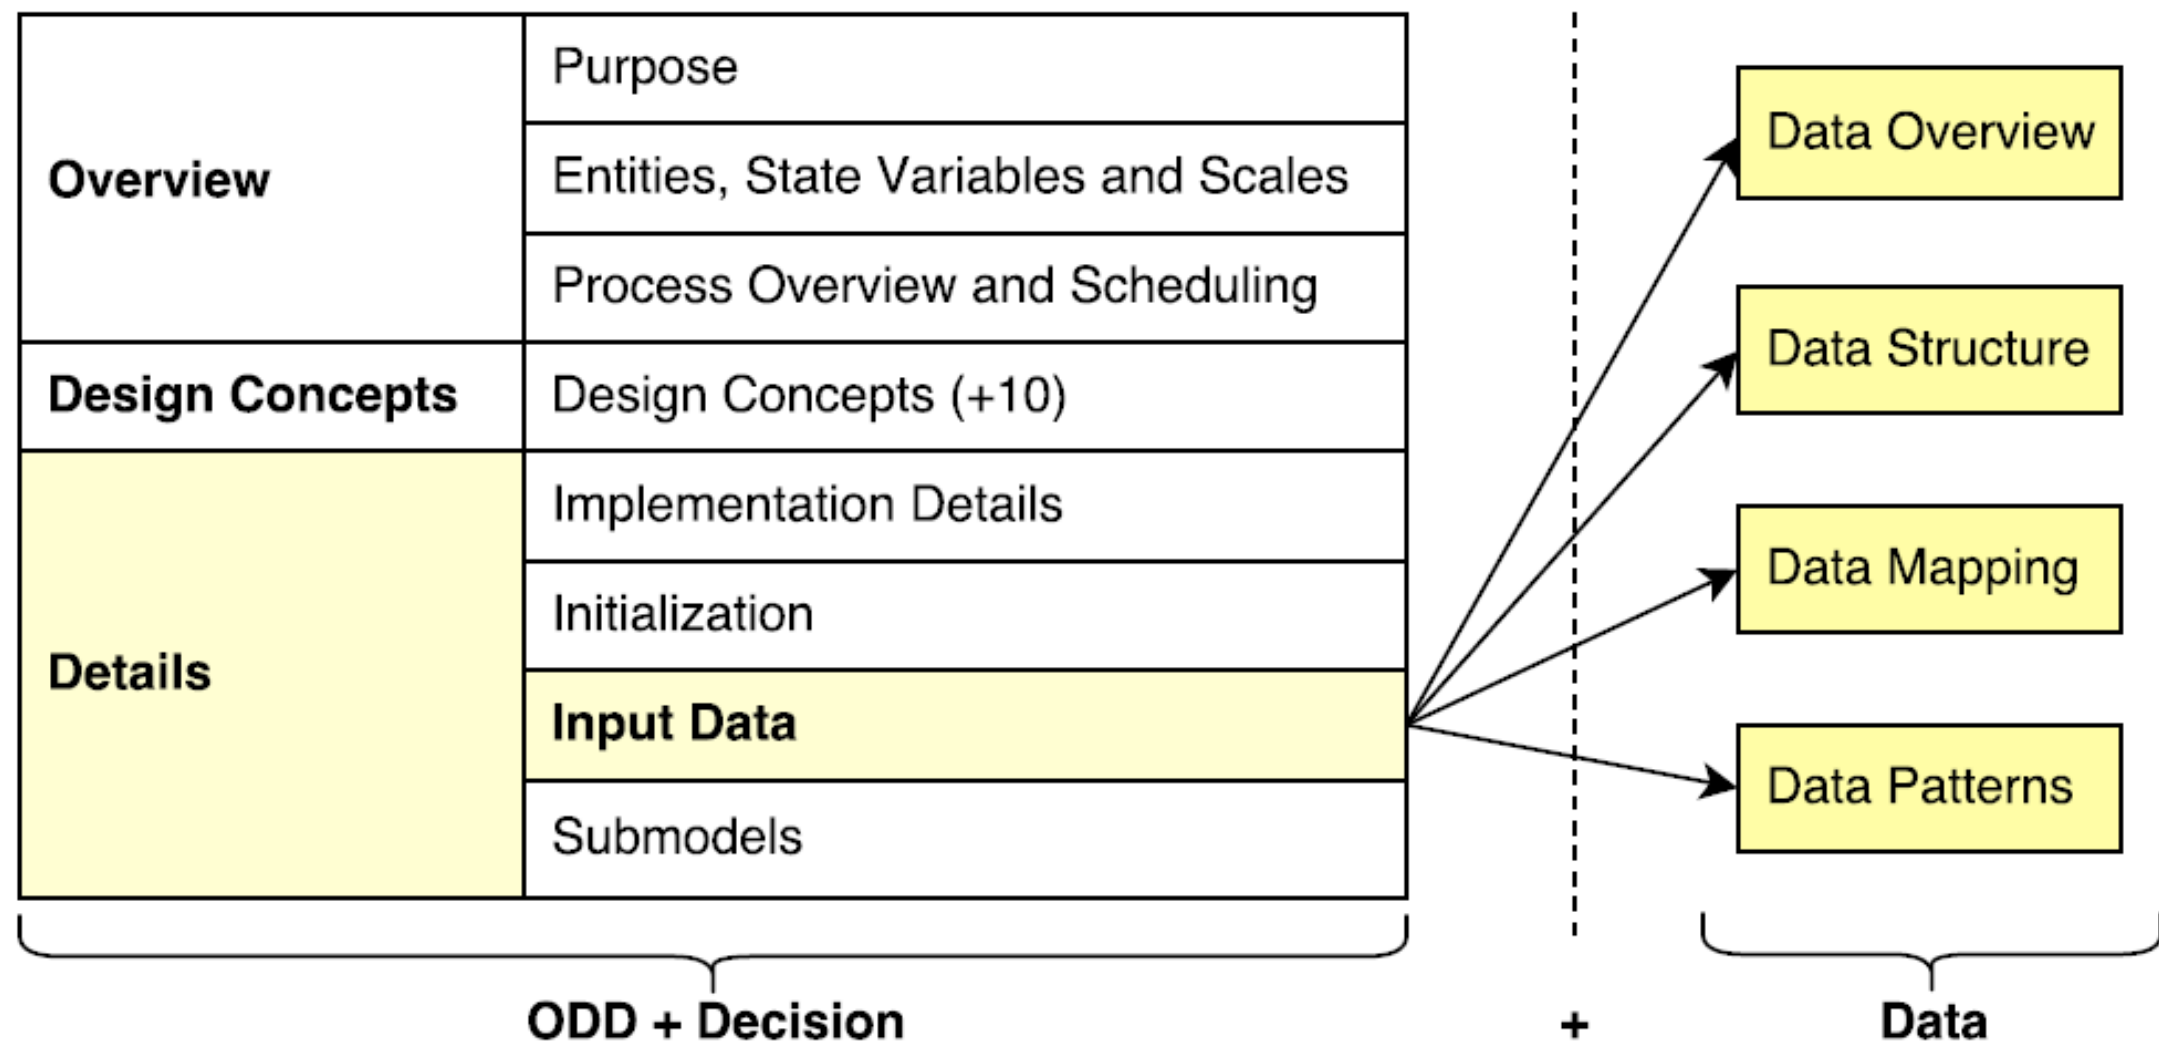 Overview
Purpose
Entities, State Variables and Scales
Process Overview and Scheduling
Design Concepts
Design Concepts (+10)
Details
Implementation Details
Initialization
Input Data
Submodels
Data Overview
Data Structure
Data Mapping
Data Patterns
ODD + Decision
+
Data